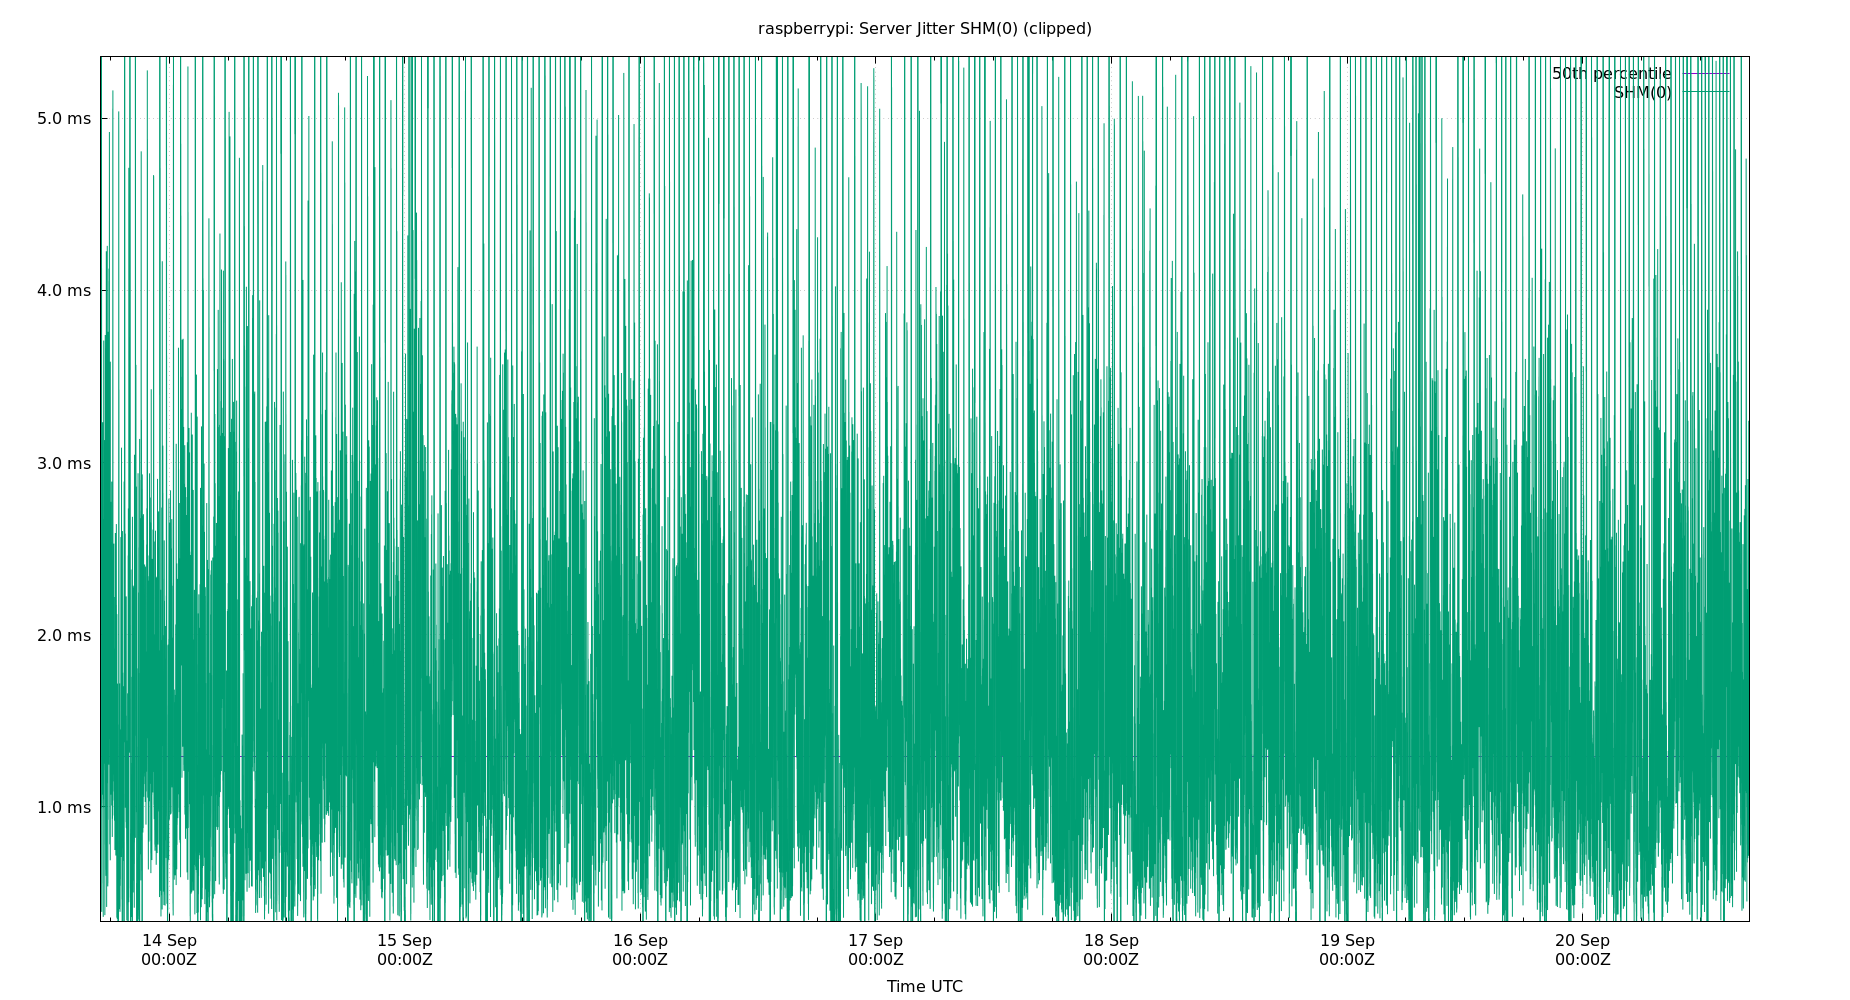 raspberrypi: Server Jitter SHM(0) (clipped)
50th percentile
SHM(0)
5.0 ms
4.0 ms
3.0 ms
2.0 ms
1.0 ms
14 Sep 15 Sep 16 Sep 17 Sep 18 Sep 19 Sep 20 Sep
00:00Z 00:00Z 00:00Z 00:00Z 00:00Z 00:00Z 00:00Z
Time UTC